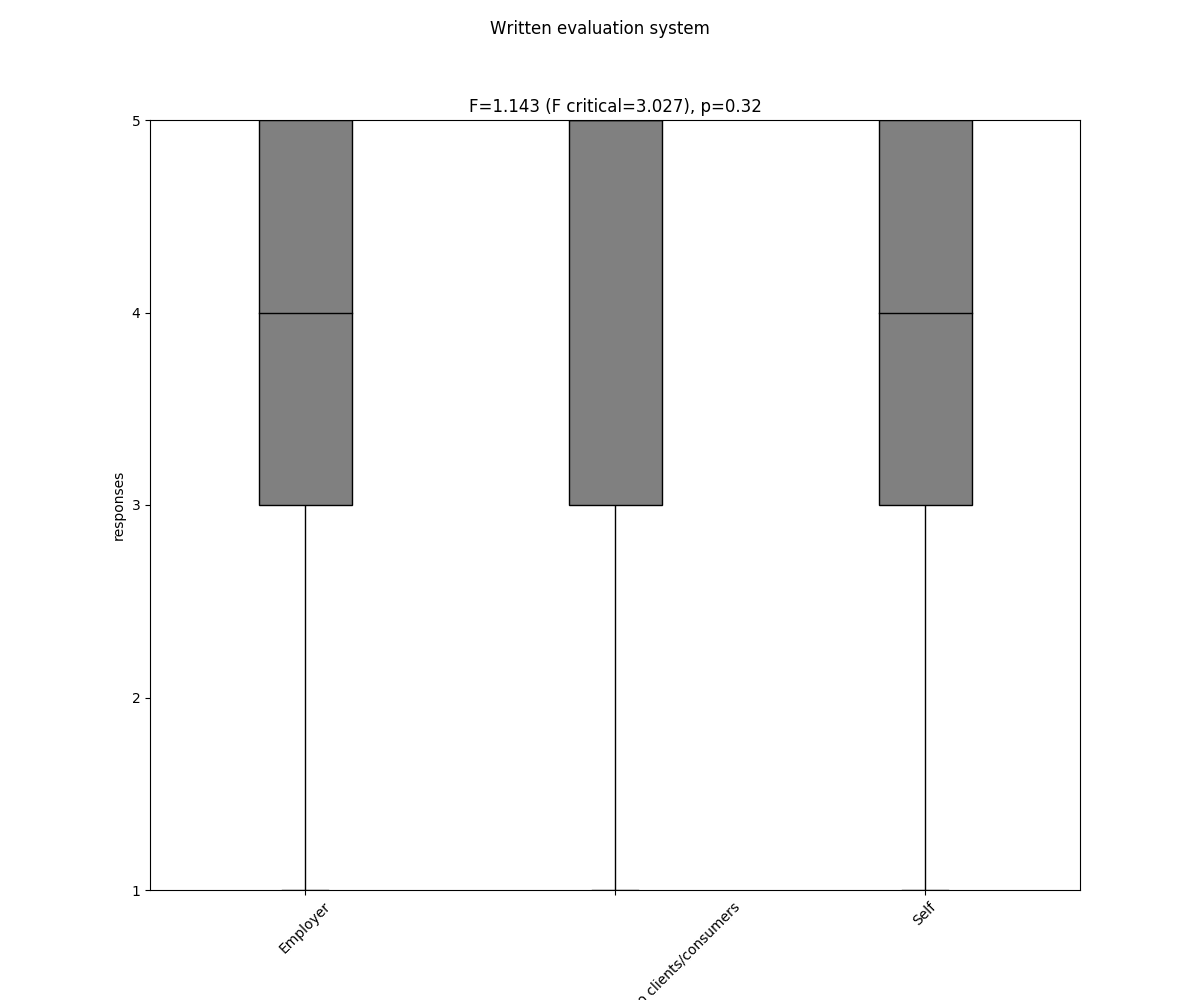 Written evaluation system
F=1.143 (F critical=3.027), p=0.32
5
4
3
2
1
responses
Employer
clients/consumers
Self